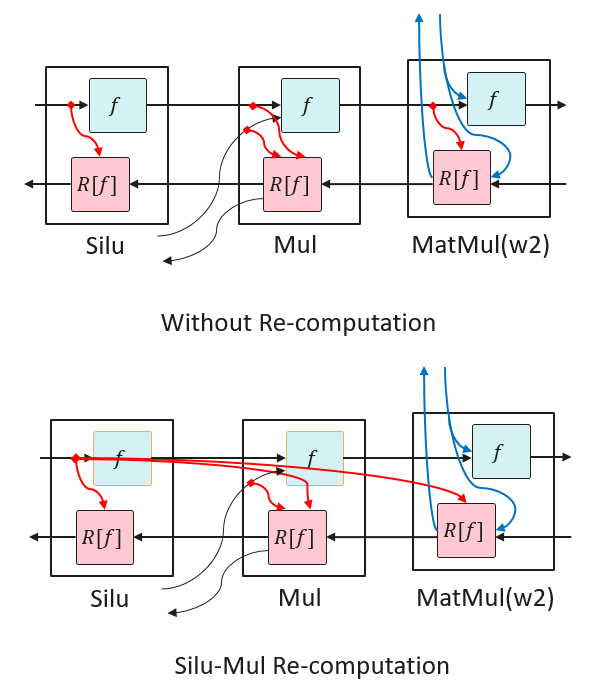 f
f
f
R[f]
R[f]
R[f]
Silu
Mul
MatMul(w2)
Without Re-computation
f
f
f
R[f]
R[f]
R[f]
Silu
Mul
MatMul(w2)
Silu-Mul Re-computation